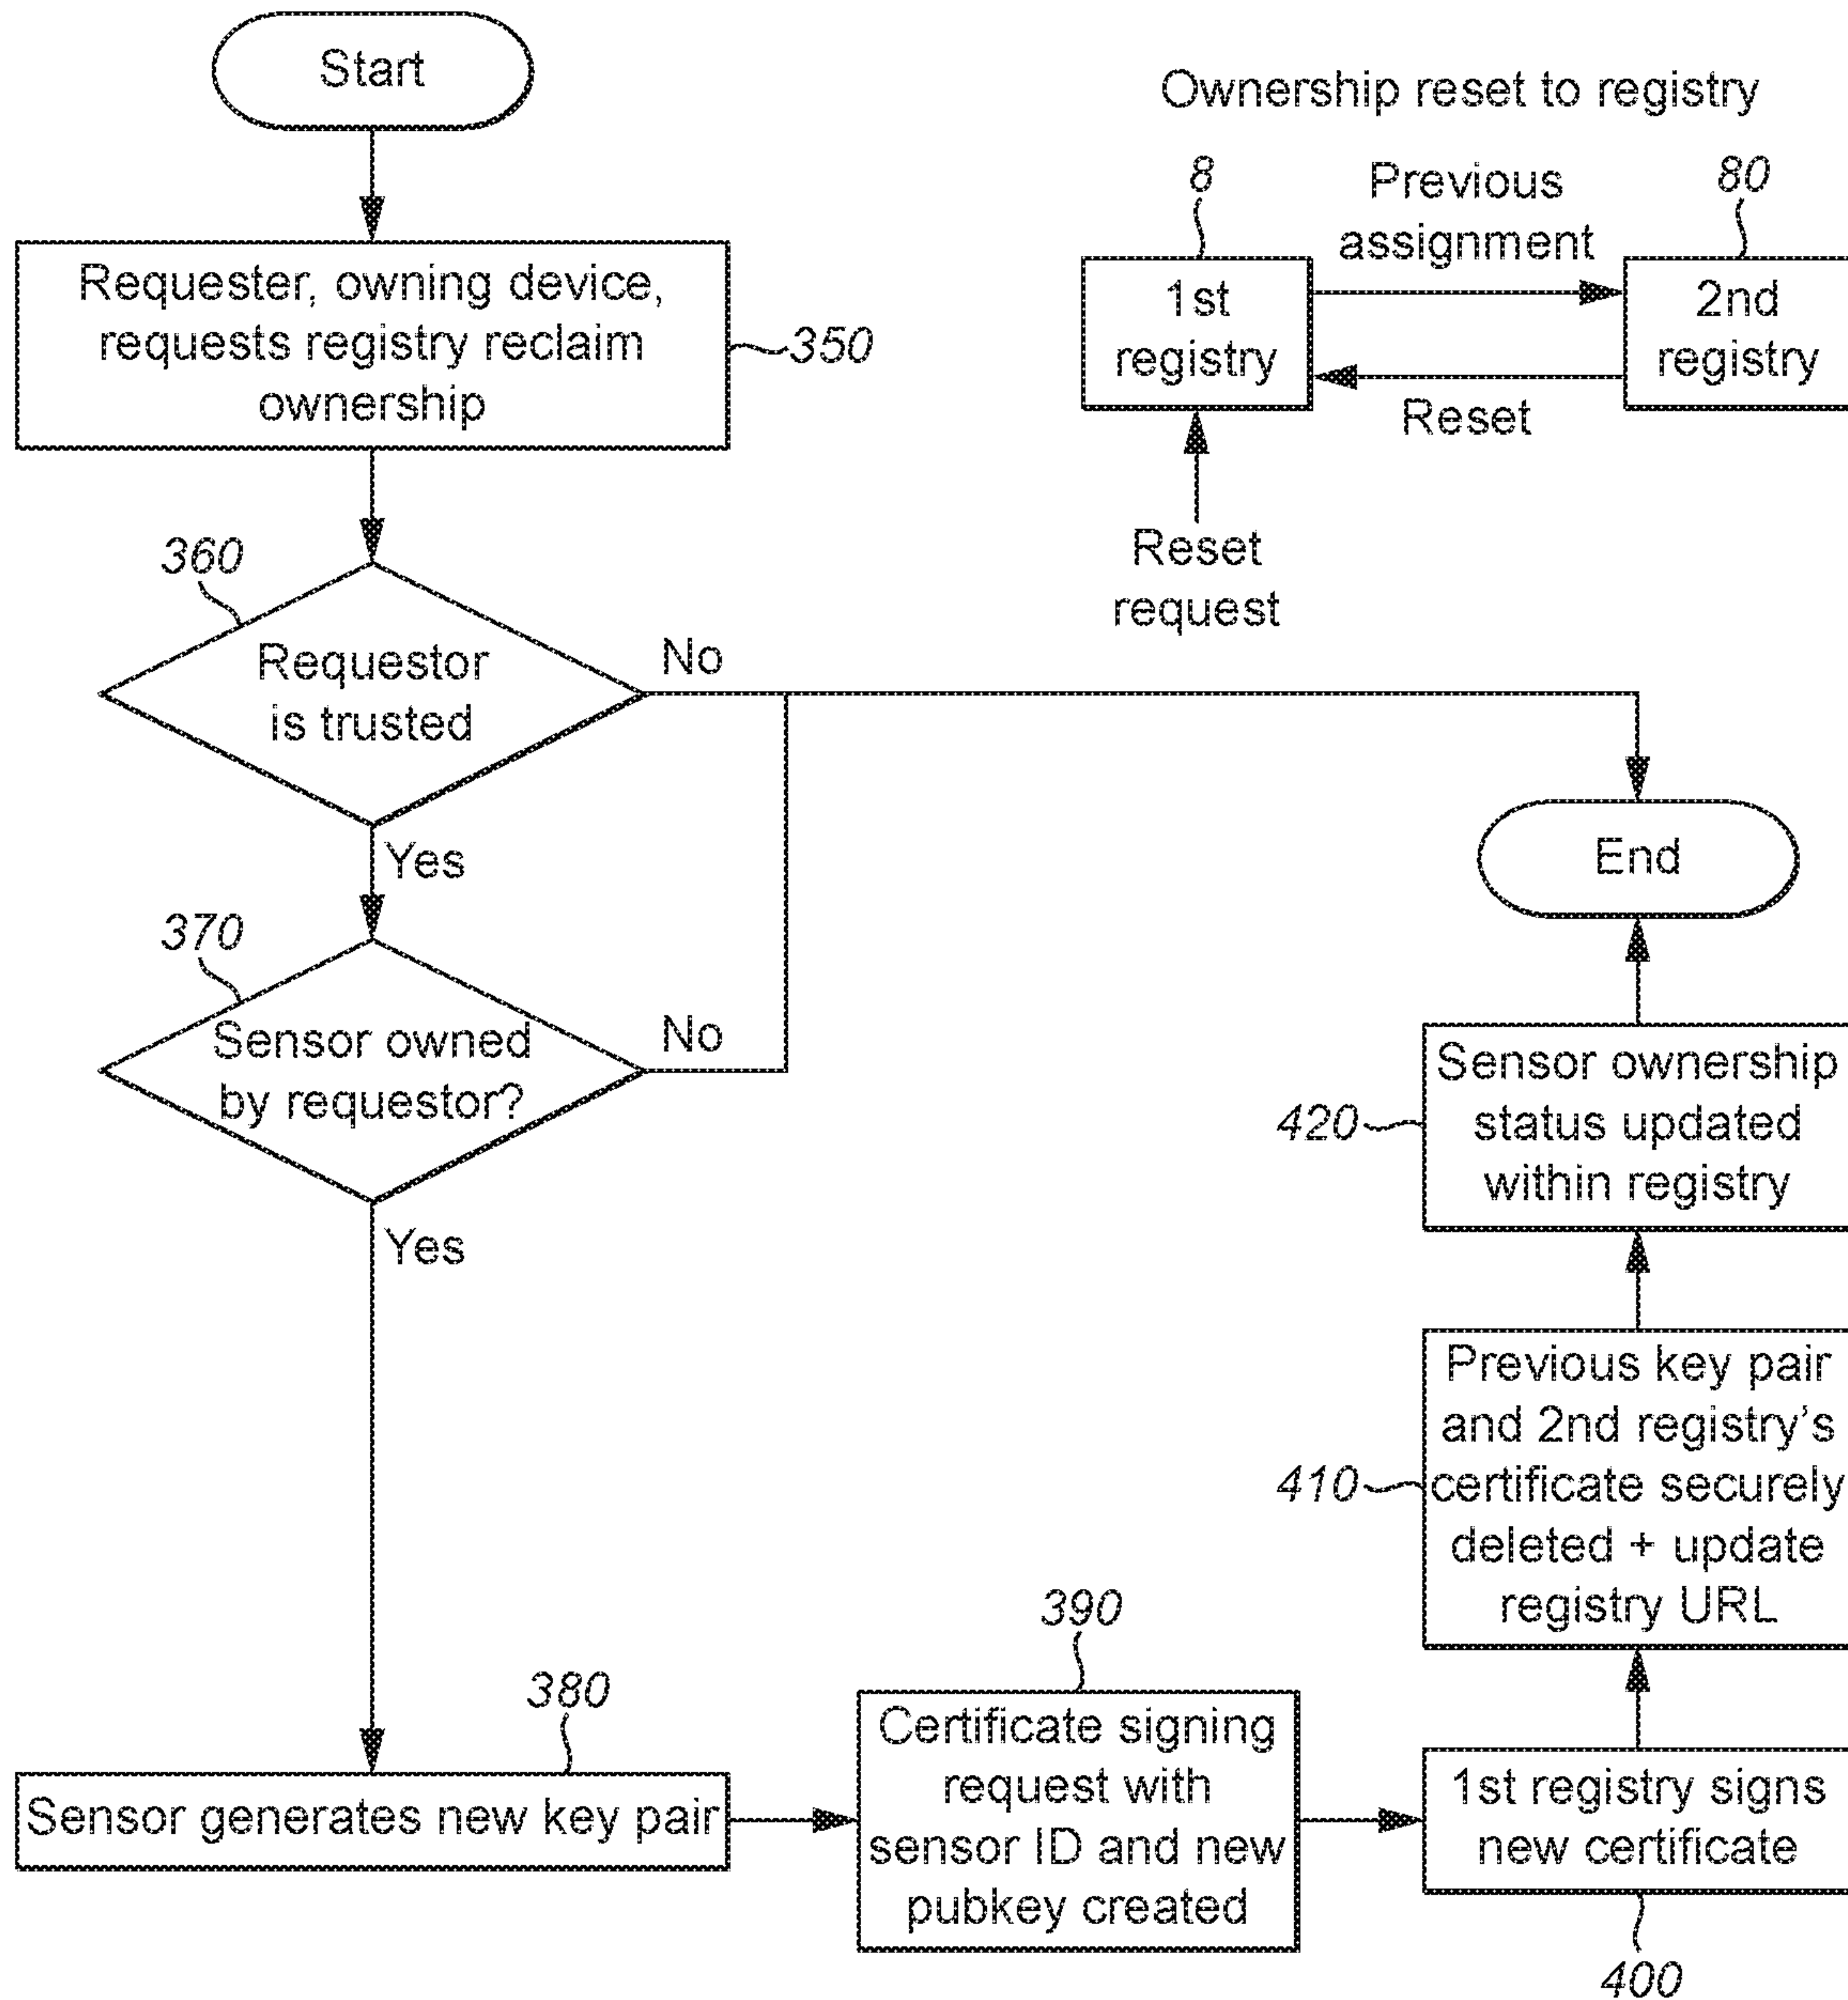 Start
Requester, owning device,
requests registry reclaim
ownership
350
Ownership reset to registry
8
Previous
assignment
80
1st
registry
2nd
registry
Reset
Reset
request
360
Requestor
is trusted
No
Yes
370
Sensor owned
by requestor?
No
Yes
End
Sensor ownership
status updated
within registry
420
Previous key pair
and 2nd registry's
certificate securely
deleted + update
registry URL
410
380
Sensor generates new key pair
390
Certificate signing
request with
sensor ID and new
pubkey created
1st registry signs
new certificate
400